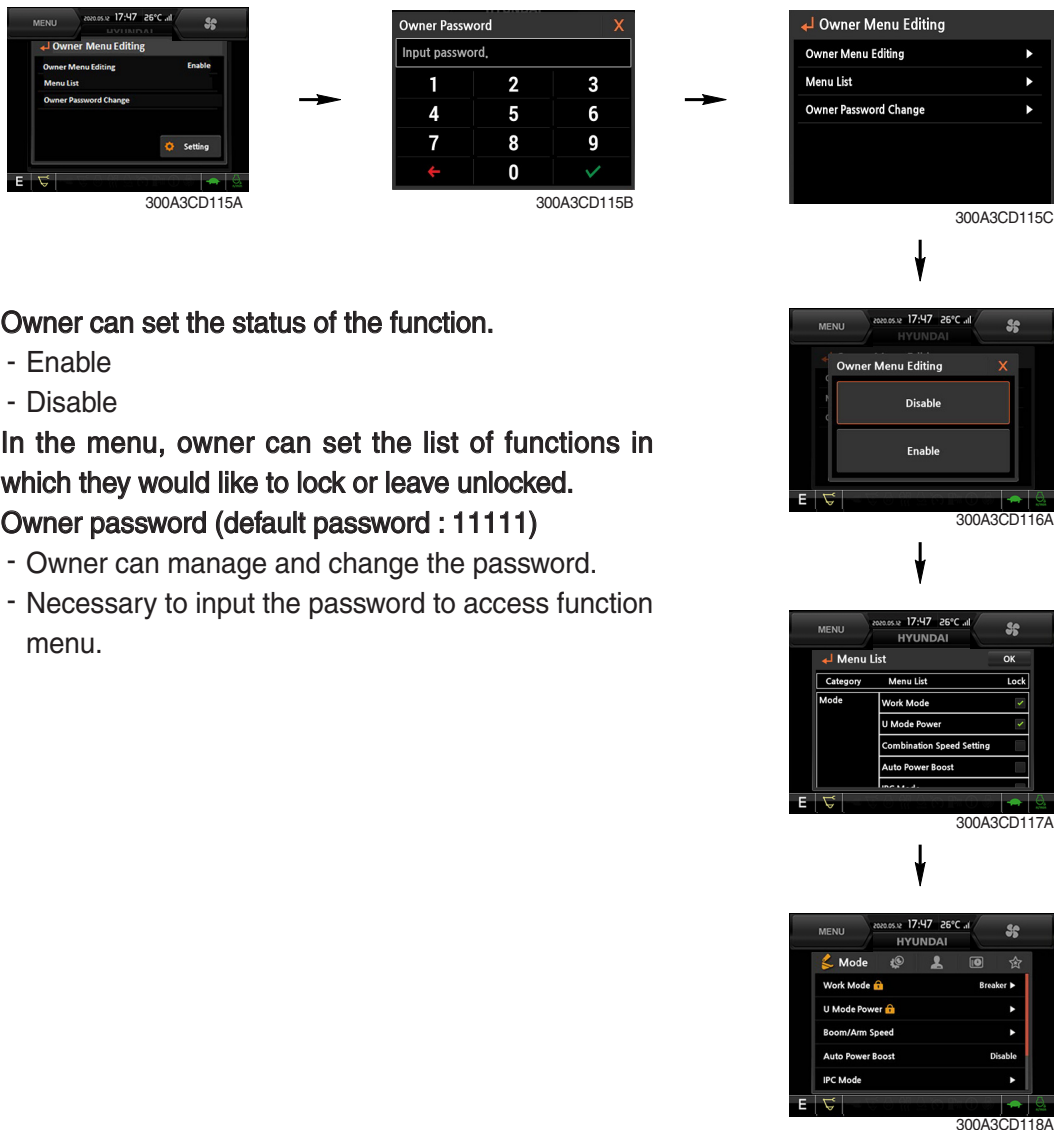 MENU 2020.05.12 17:47 26°C
HYUNDAI
Owner Menu Editing
Owner Menu Editing Enable
Menu List
Owner Password Change
Setting
E
300A3CD115A
Owner Password X
Input password.
1 2 3
4 5 6
7 8 9
0
300A3CD115B
Owner Menu Editing
Owner Menu Editing
Menu List
Owner Password Change
300A3CD115C
Owner can set the status of the function.
- Enable
- Disable
In the menu, owner can set the list of functions in
which they would like to lock or leave unlocked.
Owner password (default password : 11111)
- Owner can manage and change the password.
- Necessary to input the password to access function
menu.
MENU 2020.05.12 17:47 26°C
HYUNDAI
Owner Menu Editing X
Disable
Enable
E
300A3CD116A
MENU 2020.05.12 17:47 26°C
HYUNDAI
Menu List OK
Category Menu List Lock
Mode Work Mode
U Mode Power
Combination Speed Setting
Auto Power Boost
E
300A3CD117A
MENU 2020.05.12 17:47 26°C
HYUNDAI
Mode
Work Mode Breaker
U Mode Power
Boom/Arm Speed
Auto Power Boost Disable
IPC Mode
E
300A3CD118A